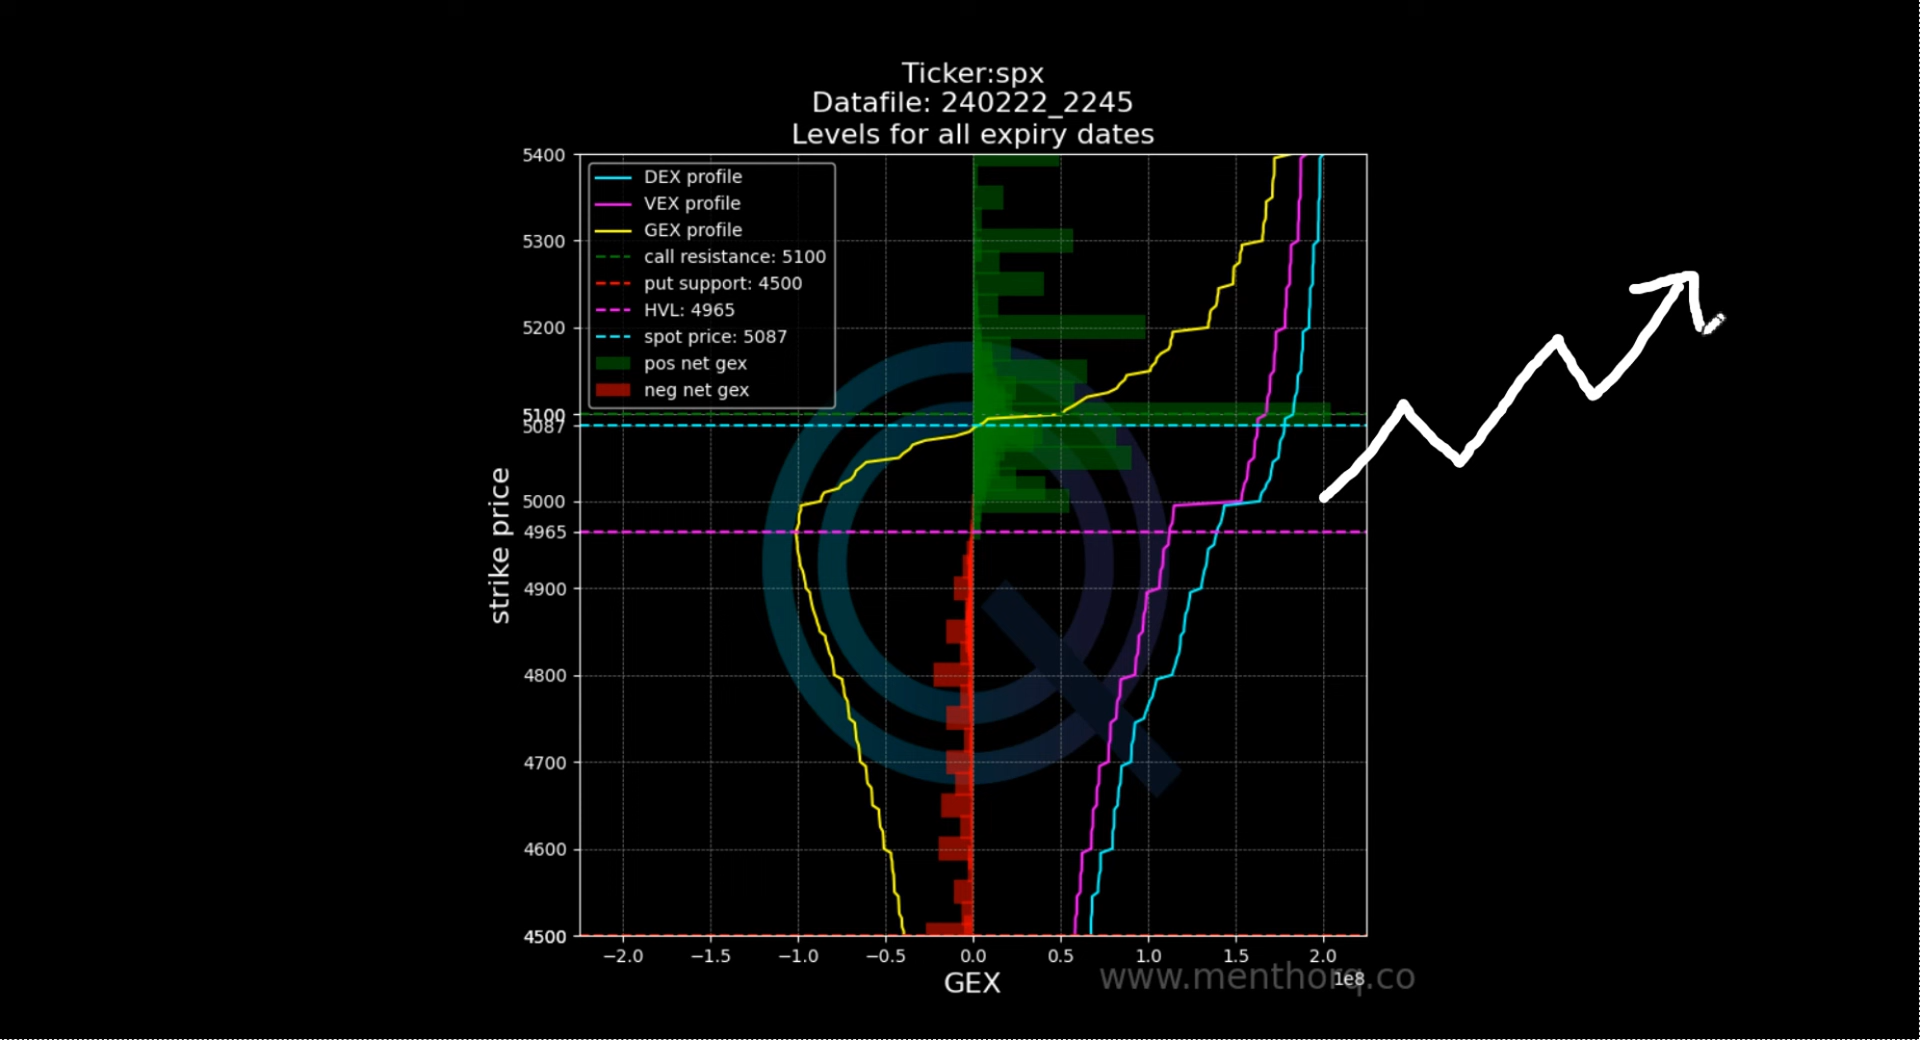 Ticker:spx
Datafile: 240222_2245
Levels for all expiry dates
DEX profile
VEX profile
GEX profile
call resistance: 5100
put support: 4500
HVL: 4965
spot price: 5087
pos net gex
neg net gex
strike price
5400
5300
5200
5100
5087
5000
4965
4900
4800
4700
4600
4500
−2.0 −1.5 −1.0 −0.5 0.0 0.5 1.0 1.5 2.0
1e8
GEX
www.menthorq.co